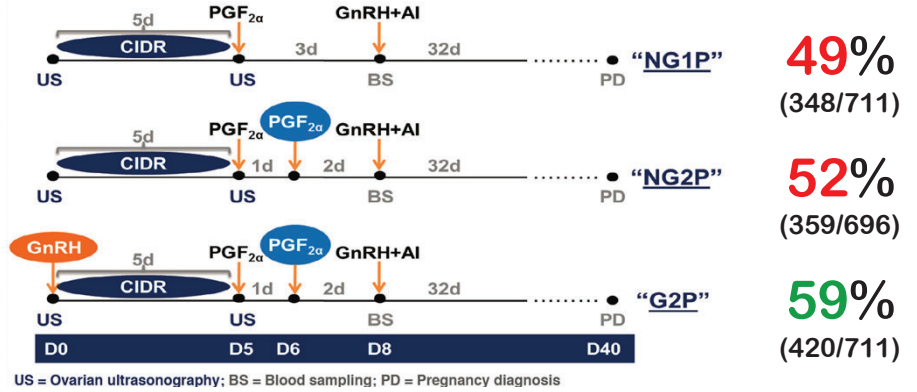 PGF2α GnRH+AI
5d
CIDR 3d 32d "NG1P" 49%
US US BS PD (348/711)
PGF2α PGF2α GnRH+AI
5d
CIDR 1d 2d 32d "NG2P" 52%
US US BS PD (359/696)
GnRH PGF2α PGF2α GnRH+AI
5d
CIDR 1d 2d 32d "G2P" 59%
US US BS PD (420/711)
D0 D5 D6 D8 D40
US = Ovarian ultrasonography; BS = Blood sampling; PD = Pregnancy diagnosis